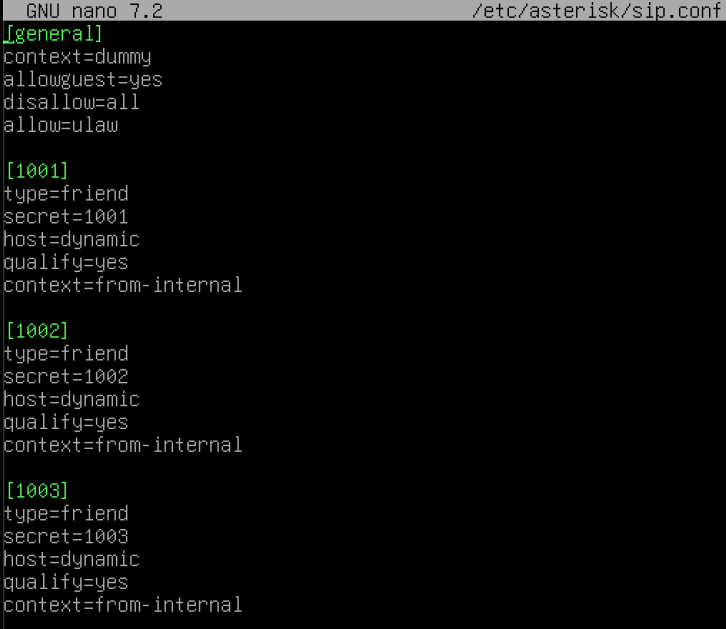 GNU nano 7.2 /etc/asterisk/sip.conf
[general]
context=dummy
allowguest=yes
disallow=all
allow=ulaw
[1001]
type=friend
secret=1001
host=dynamic
qualify=yes
context=from-internal
[1002]
type=friend
secret=1002
host=dynamic
qualify=yes
context=from-internal
[1003]
type=friend
secret=1003
host=dynamic
qualify=yes
context=from-internal